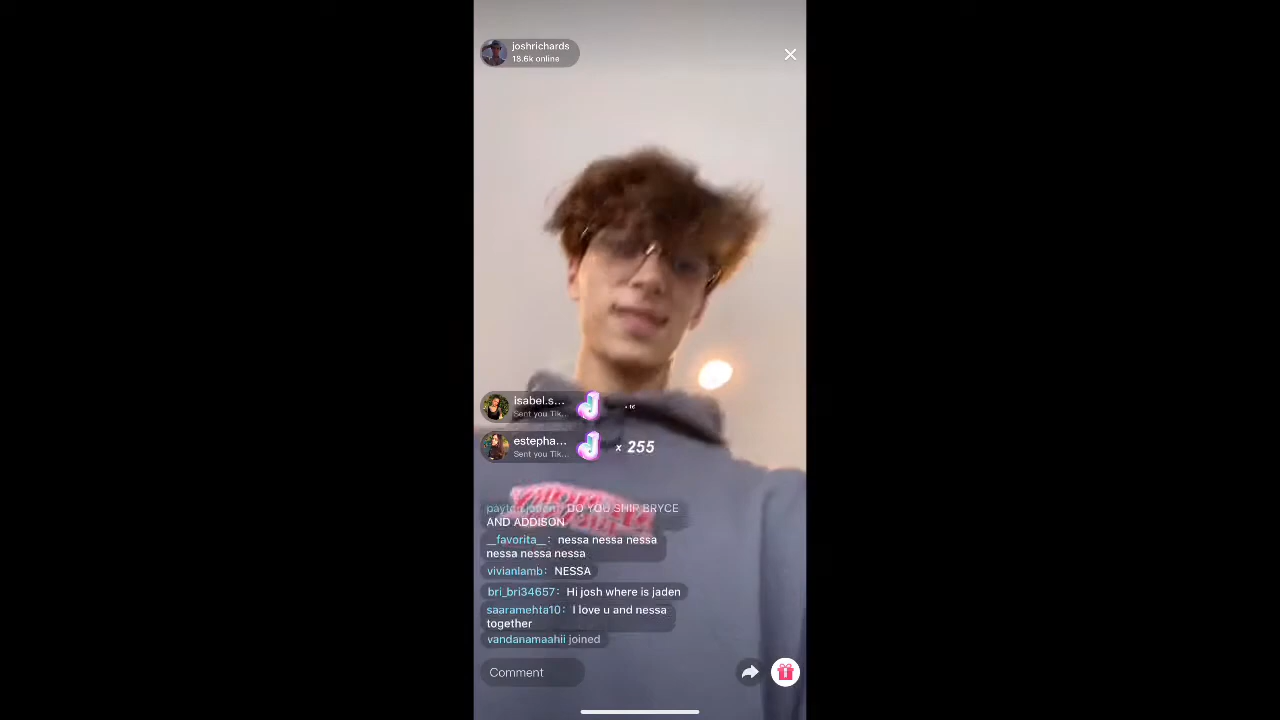 joshrichards
18.6k online
isabel.s...
Sent you Tik...
x 16
estepha...
Sent you Tik...
x 255
DO YOU SHIP BRYCE
AND ADDISON
__favorita__: nessa nessa nessa
nessa nessa nessa
vivianlamb: NESSA
bri_bri34657: Hi josh where is jaden
saaramehta10: I love u and nessa
together
vandanamaahii joined
Comment